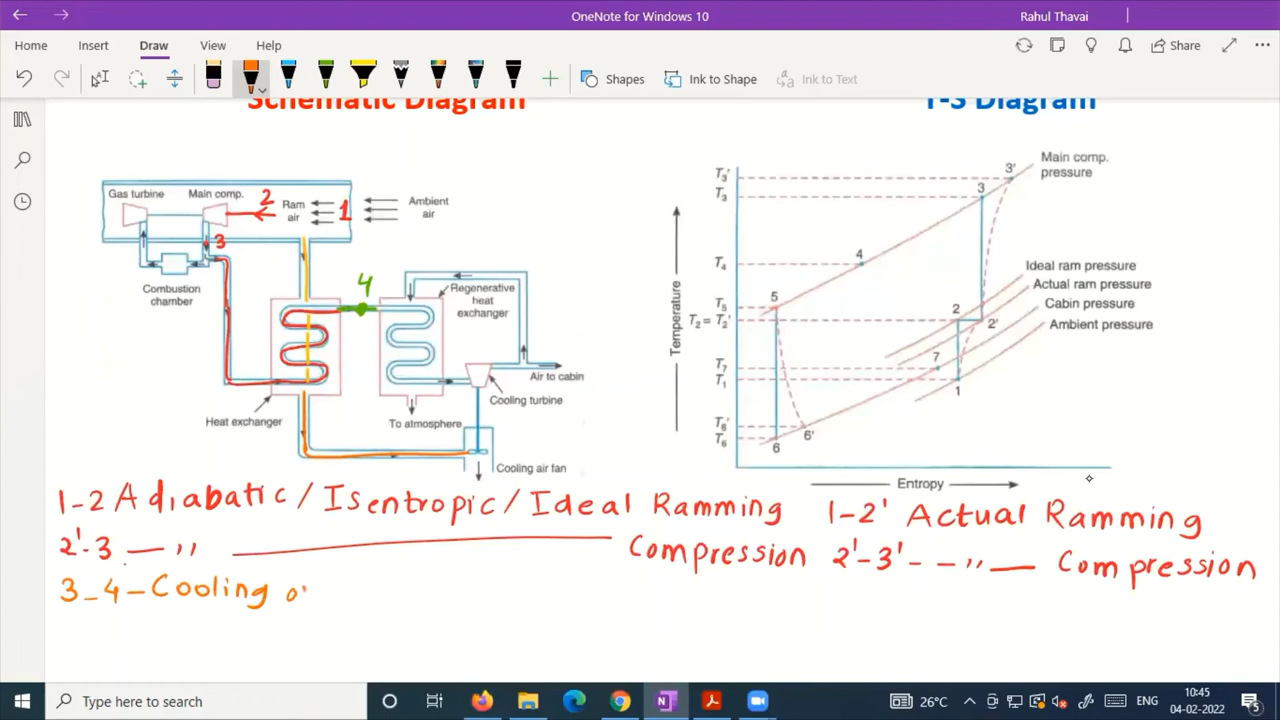 OneNote for Windows 10
Rahul Thavai
Home Insert Draw View Help
Share
Shapes Ink to Shape Ink to Text
Schematic Diagram
T-S Diagram
Gas turbine
Main comp.
2
Ram air
1
Ambient air
3
Combustion chamber
4
Regenerative heat exchanger
Air to cabin
Cooling turbine
Heat exchanger
To atmosphere
Cooling air fan
Temperature
T3'
T3
T4
T5
T2 = T2'
T7
T1
T6'
T6
3'
3
4
5
2
2'
7
1
6'
6
Main comp. pressure
Ideal ram pressure
Actual ram pressure
Cabin pressure
Ambient pressure
Entropy
1-2 Adiabatic / Isentropic / Ideal Ramming
1-2' Actual Ramming
2'-3 — ,, ——— Compression
2'-3' - - ,, — Compression
3-4-Cooling o
Type here to search
26°C
ENG
10:45
04-02-2022
5